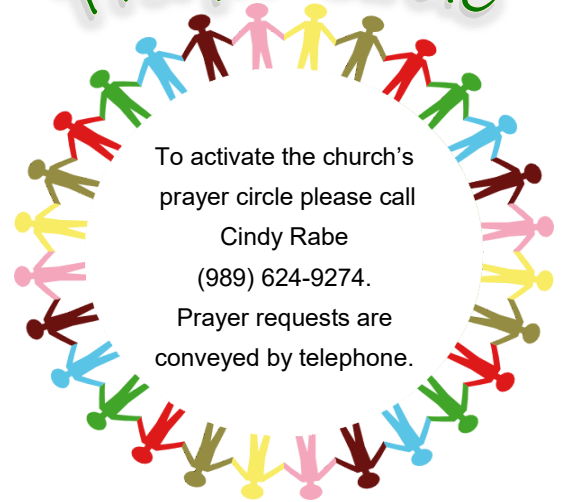 To activate the church’s
prayer circle please call
Cindy Rabe
(989) 624-9274.
Prayer requests are
conveyed by telephone.